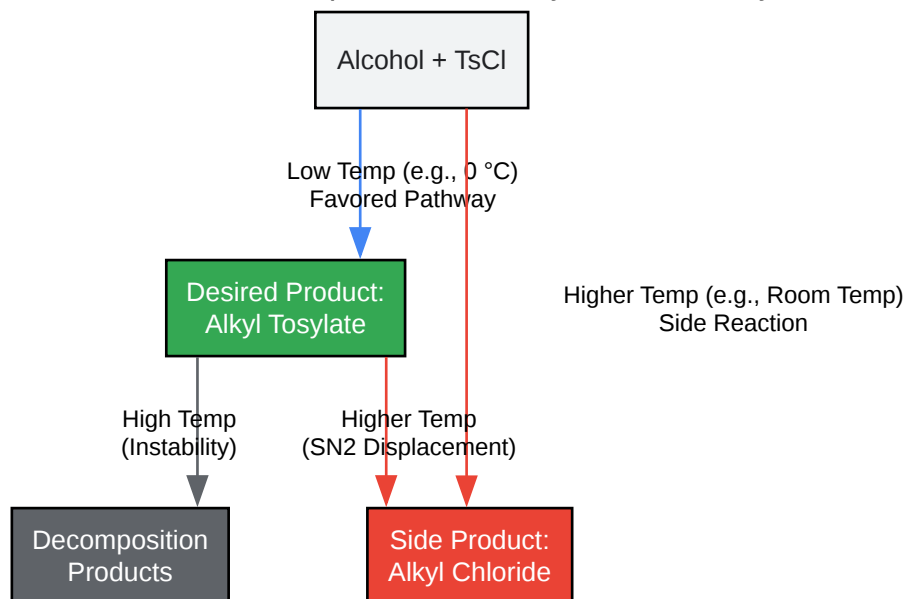 Alcohol + TsCl
Low Temp (e.g., 0 °C)
Favored Pathway
Desired Product:
Alkyl Tosylate
Higher Temp (e.g., Room Temp)
Side Reaction
High Temp
(Instability)
Higher Temp
(SN2 Displacement)
Decomposition
Products
Side Product:
Alkyl Chloride